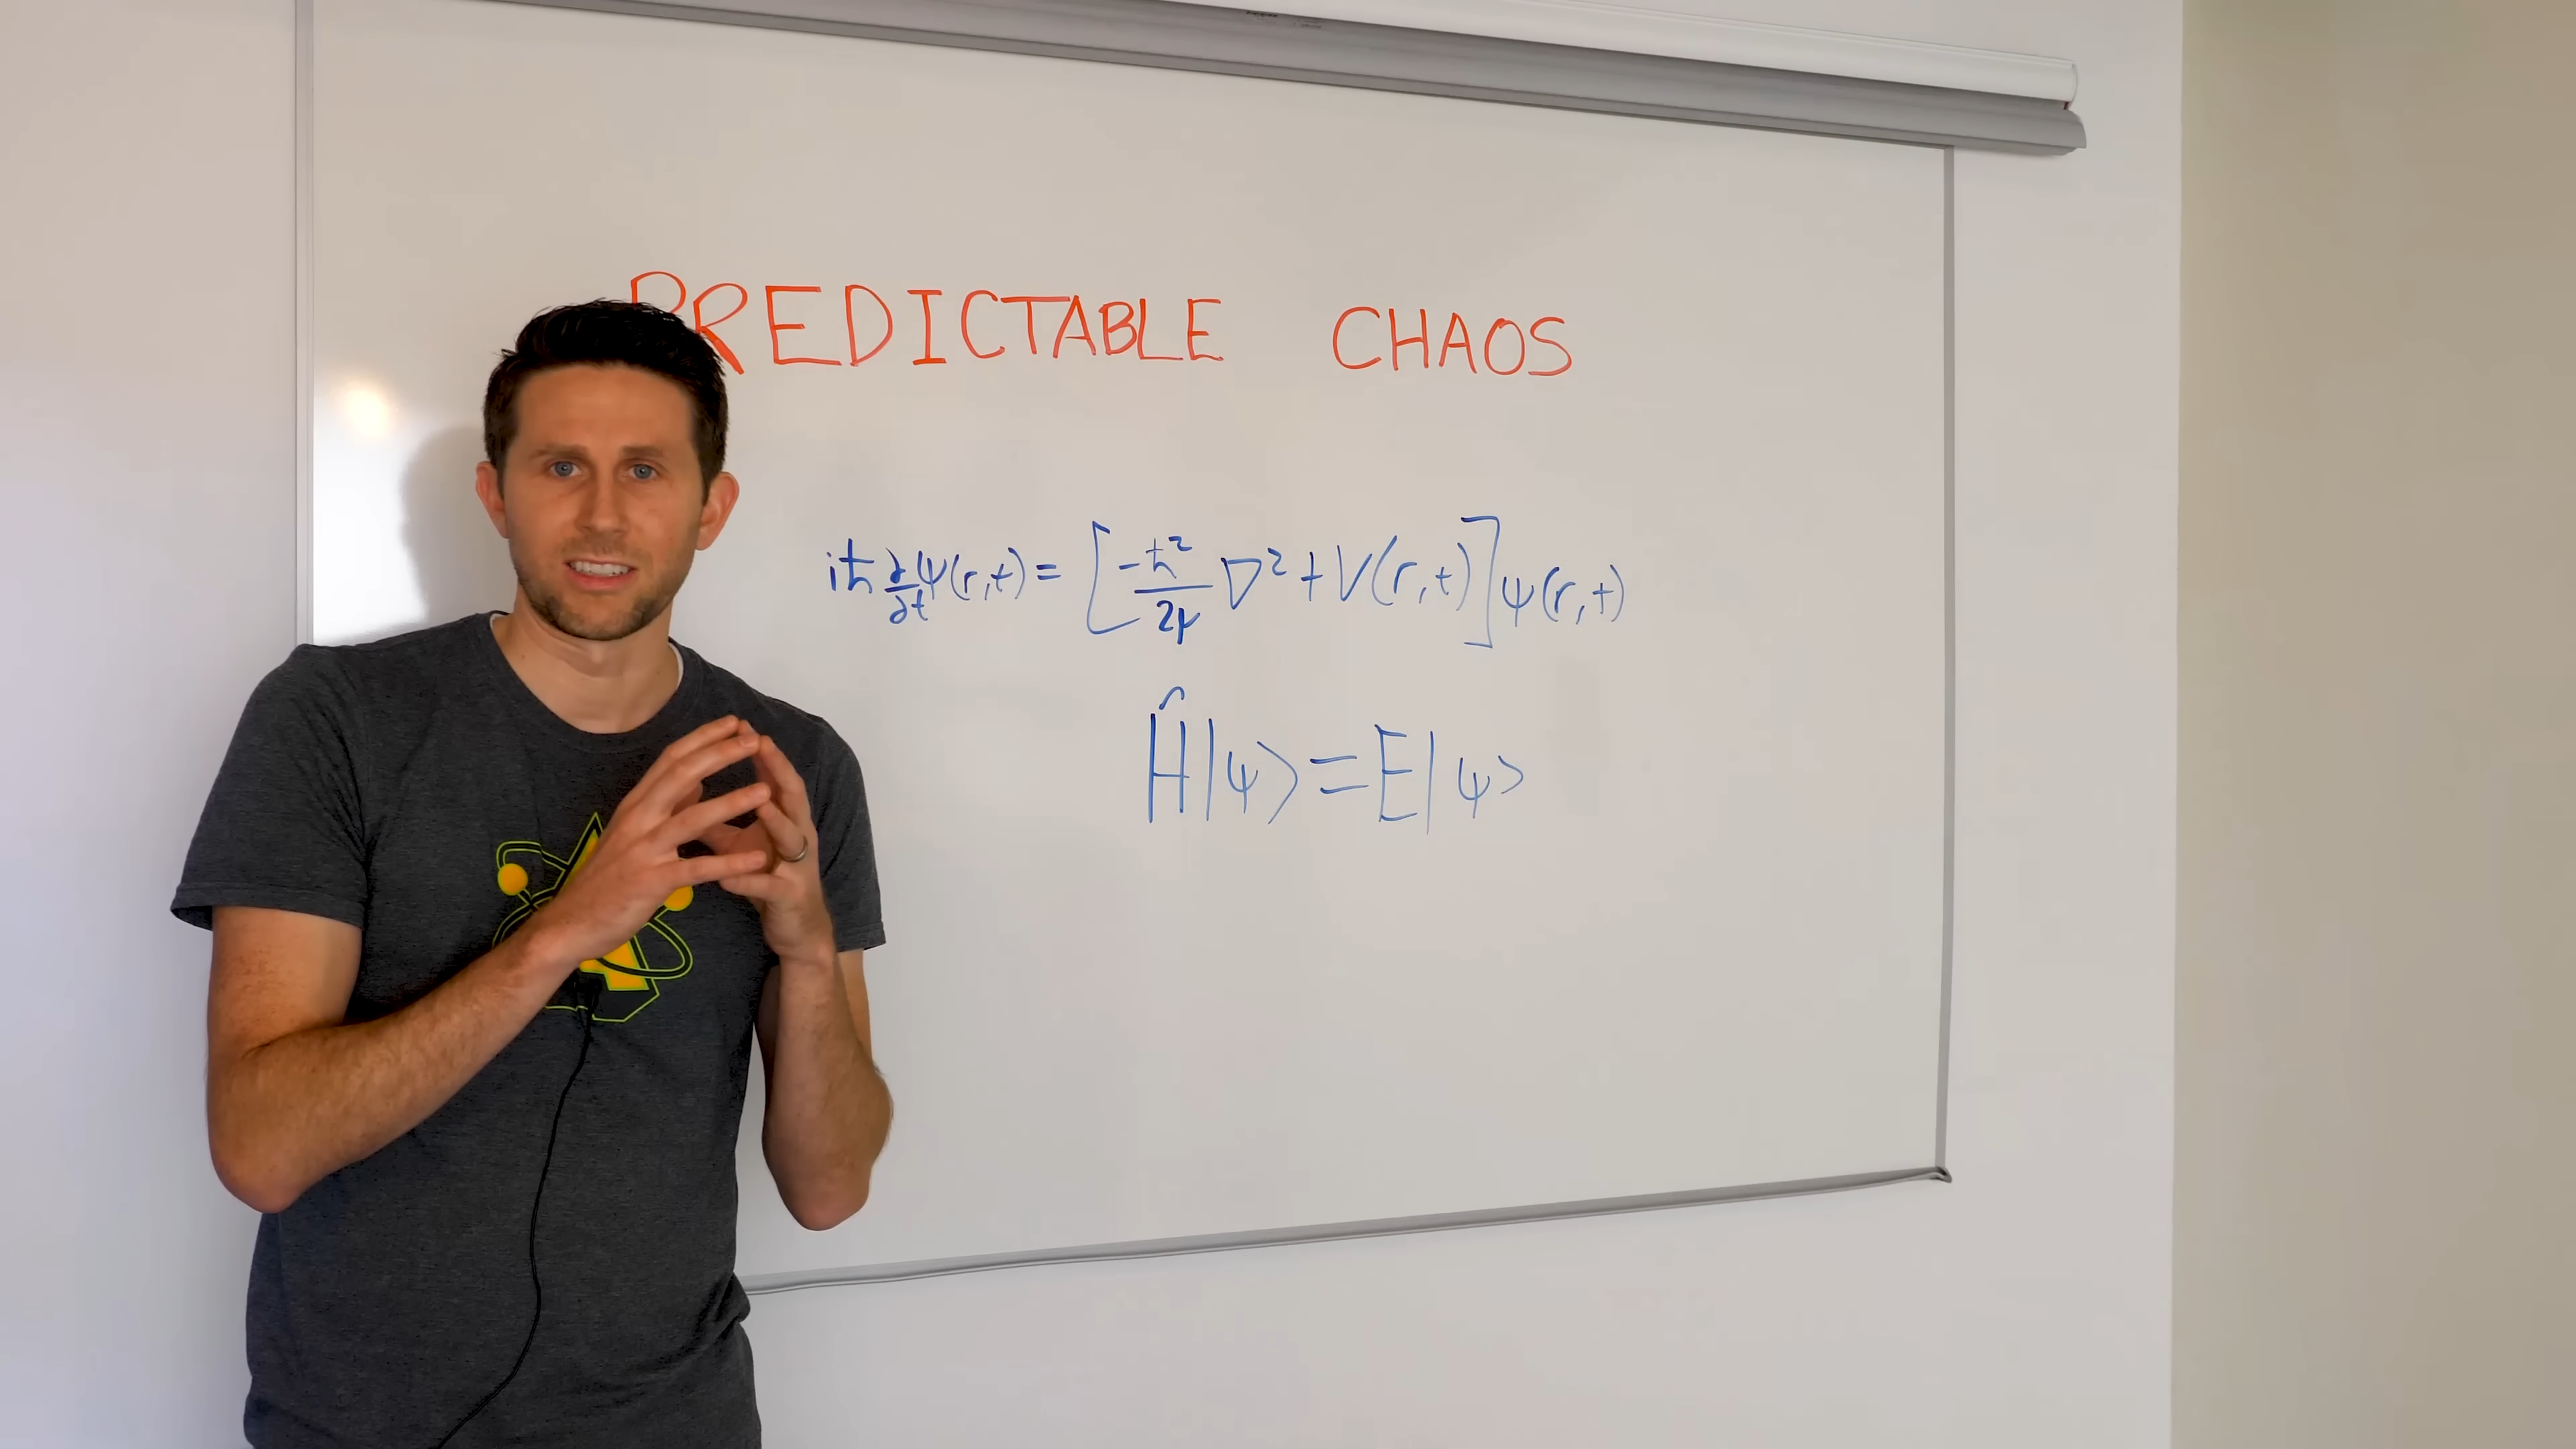 PREDICTABLE CHAOS
iħ ∂/∂t ψ(r,t) = [-ħ²/2μ ∇² + V(r,t)] ψ(r,t)
Ĥ|ψ> = E|ψ>